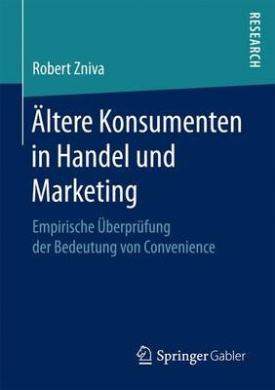 RESEARCH
Robert Zniva
Ältere Konsumenten
in Handel und
Marketing
Empirische Überprüfung
der Bedeutung von Convenience
Springer Gabler